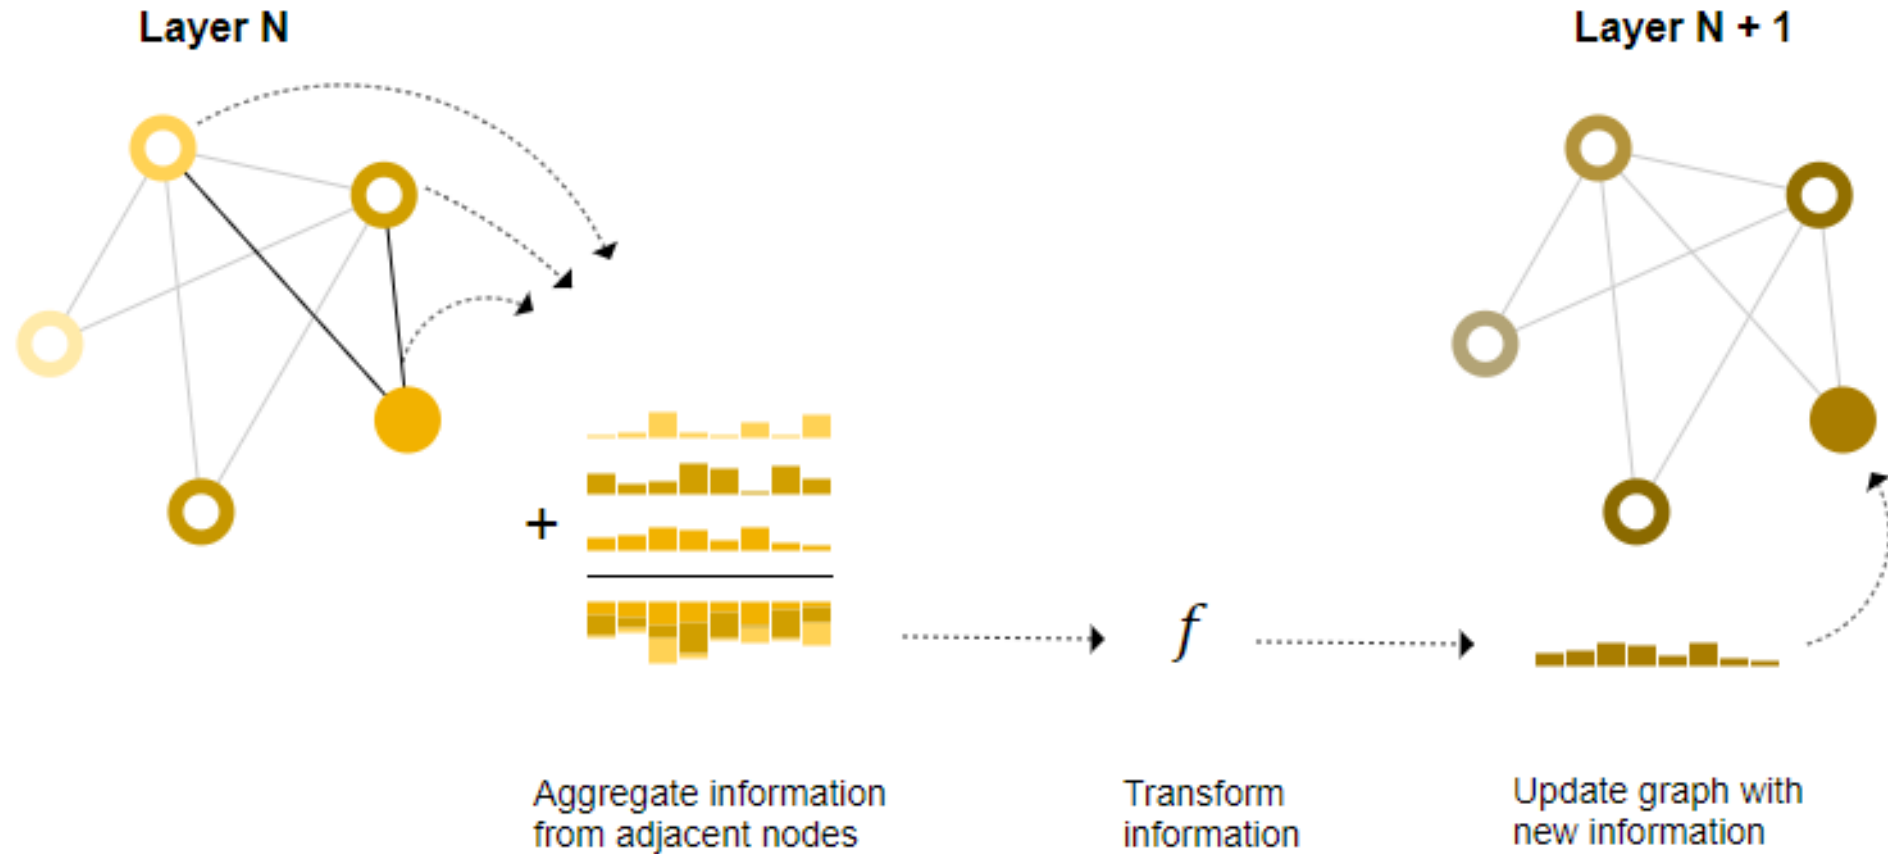 Layer N
Layer N + 1
+
f
Aggregate information
from adjacent nodes
Transform
information
Update graph with
new information